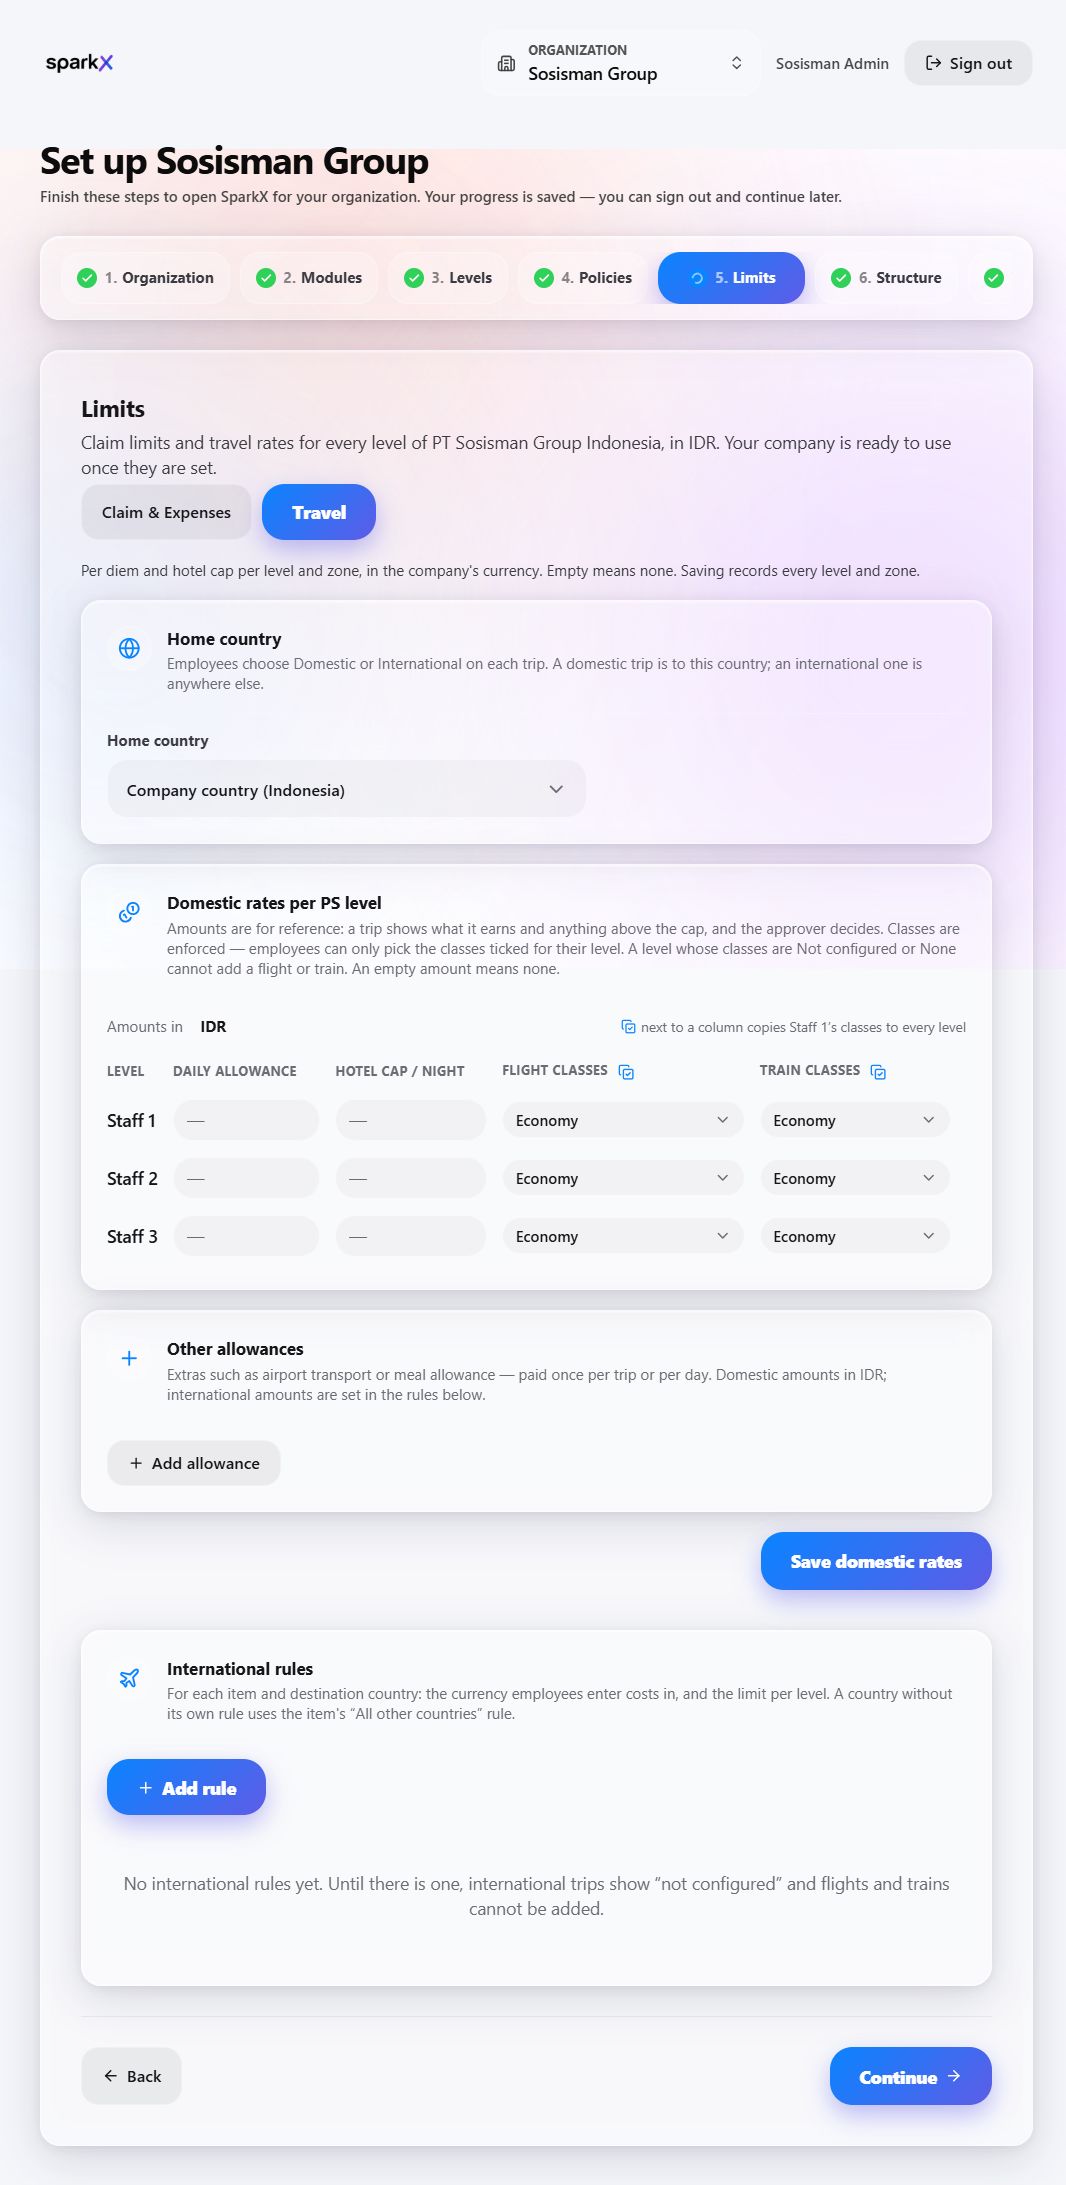 sparkX
ORGANIZATION
Sosisman Group
Sosisman Admin
Sign out
Set up Sosisman Group
Finish these steps to open SparkX for your organization. Your progress is saved — you can sign out and continue later.
1. Organization
2. Modules
3. Levels
4. Policies
5. Limits
6. Structure
Limits
Claim limits and travel rates for every level of PT Sosisman Group Indonesia, in IDR. Your company is ready to use
once they are set.
Claim & Expenses
Travel
Per diem and hotel cap per level and zone, in the company's currency. Empty means none. Saving records every level and zone.
Home country
Employees choose Domestic or International on each trip. A domestic trip is to this country; an international one is
anywhere else.
Home country
Company country (Indonesia)
Domestic rates per PS level
Amounts are for reference: a trip shows what it earns and anything above the cap, and the approver decides. Classes are
enforced — employees can only pick the classes ticked for their level. A level whose classes are Not configured or None
cannot add a flight or train. An empty amount means none.
Amounts in IDR
next to a column copies Staff 1's classes to every level
LEVEL DAILY ALLOWANCE HOTEL CAP / NIGHT FLIGHT CLASSES TRAIN CLASSES
Staff 1 — — Economy Economy
Staff 2 — — Economy Economy
Staff 3 — — Economy Economy
Other allowances
Extras such as airport transport or meal allowance — paid once per trip or per day. Domestic amounts in IDR;
international amounts are set in the rules below.
Add allowance
Save domestic rates
International rules
For each item and destination country: the currency employees enter costs in, and the limit per level. A country without
its own rule uses the item's “All other countries” rule.
Add rule
No international rules yet. Until there is one, international trips show “not configured” and flights and trains
cannot be added.
Back
Continue